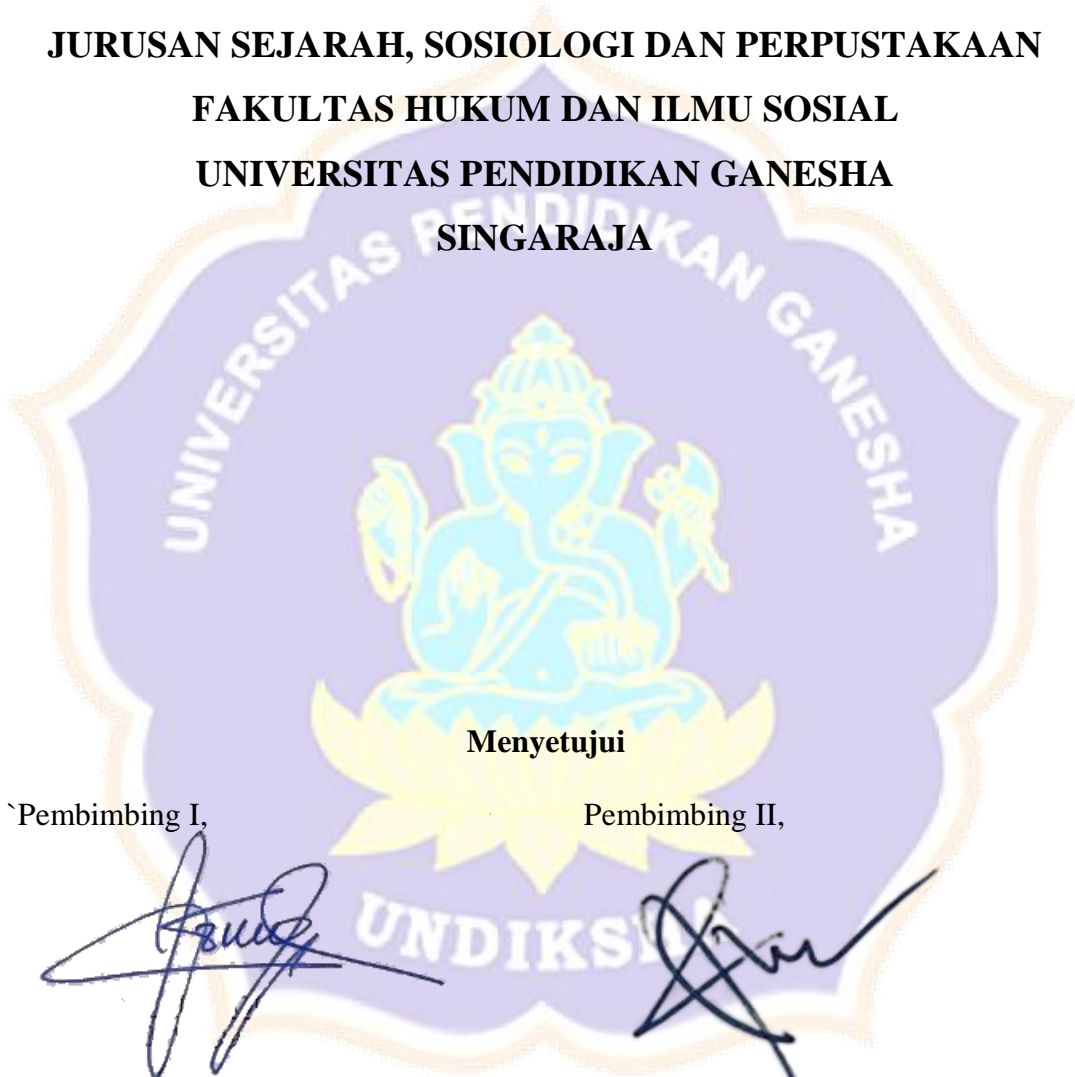 JURUSAN SEJARAH, SOSIOLOGI DAN PERPUSTAKAAN
FAKULTAS HUKUM DAN ILMU SOSIAL
UNIVERSITAS PENDIDIKAN GANESHA
SINGARAJA
UNIVERSITAS PENDIDIKAN GANESHA
Menyetujui
`Pembimbing I,
Pembimbing II,
UNDIKSHA